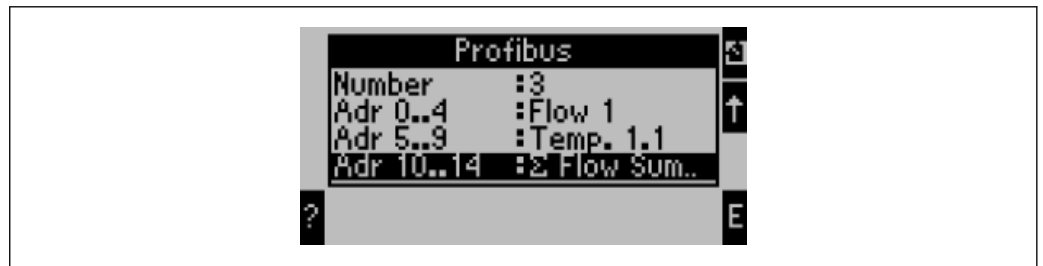 Profibus
Number :3
Adr 0..4 :Flow 1
Adr 5..9 :Temp. 1.1
Adr 10..14 :Σ Flow Sum..
?
E